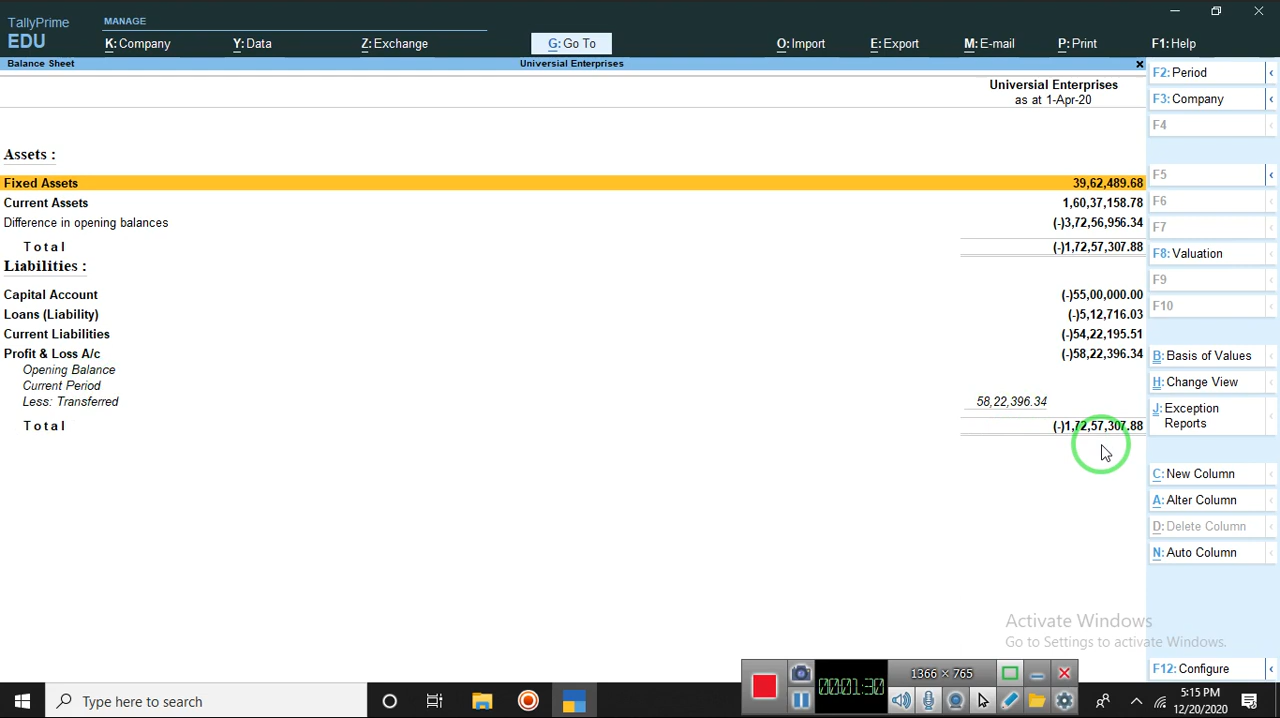 TallyPrime
EDU
MANAGE
K: Company
Y: Data
Z: Exchange
G: Go To
O: Import
E: Export
M: E-mail
P: Print
F1: Help
Balance Sheet
Universial Enterprises
Universial Enterprises
as at 1-Apr-20
Assets :
Fixed Assets 39,62,489.68
Current Assets 1,60,37,158.78
Difference in opening balances (-)3,72,56,956.34
Total (-)1,72,57,307.88
Liabilities :
Capital Account (-)55,00,000.00
Loans (Liability) (-)5,12,716.03
Current Liabilities (-)54,22,195.51
Profit & Loss A/c (-)58,22,396.34
Opening Balance
Current Period
Less: Transferred 58,22,396.34
Total (-)1,72,57,307.88
F2: Period
F3: Company
F4
F5
F6
F7
F8: Valuation
F9
F10
B: Basis of Values
H: Change View
J: Exception
Reports
C: New Column
A: Alter Column
D: Delete Column
N: Auto Column
F12: Configure
Activate Windows
Go to Settings to activate Windows.
1366 × 765
00:01:30
Type here to search
5:15 PM
12/20/2020